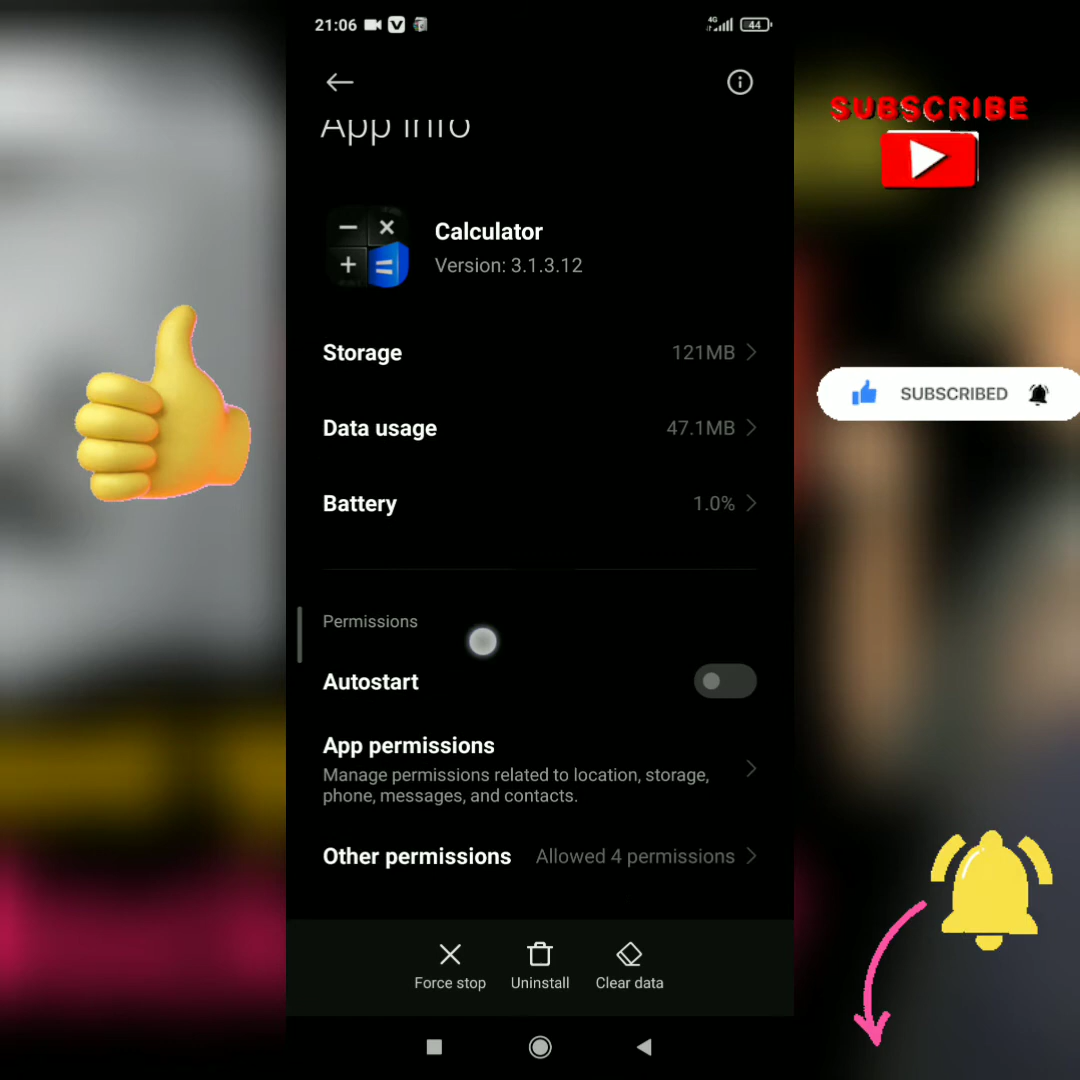 21:06
4G
44
App info
Calculator
Version: 3.1.3.12
Storage
121MB
Data usage
47.1MB
Battery
1.0%
Permissions
Autostart
App permissions
Manage permissions related to location, storage,
phone, messages, and contacts.
Other permissions
Allowed 4 permissions
Force stop
Uninstall
Clear data
SUBSCRIBE
SUBSCRIBED